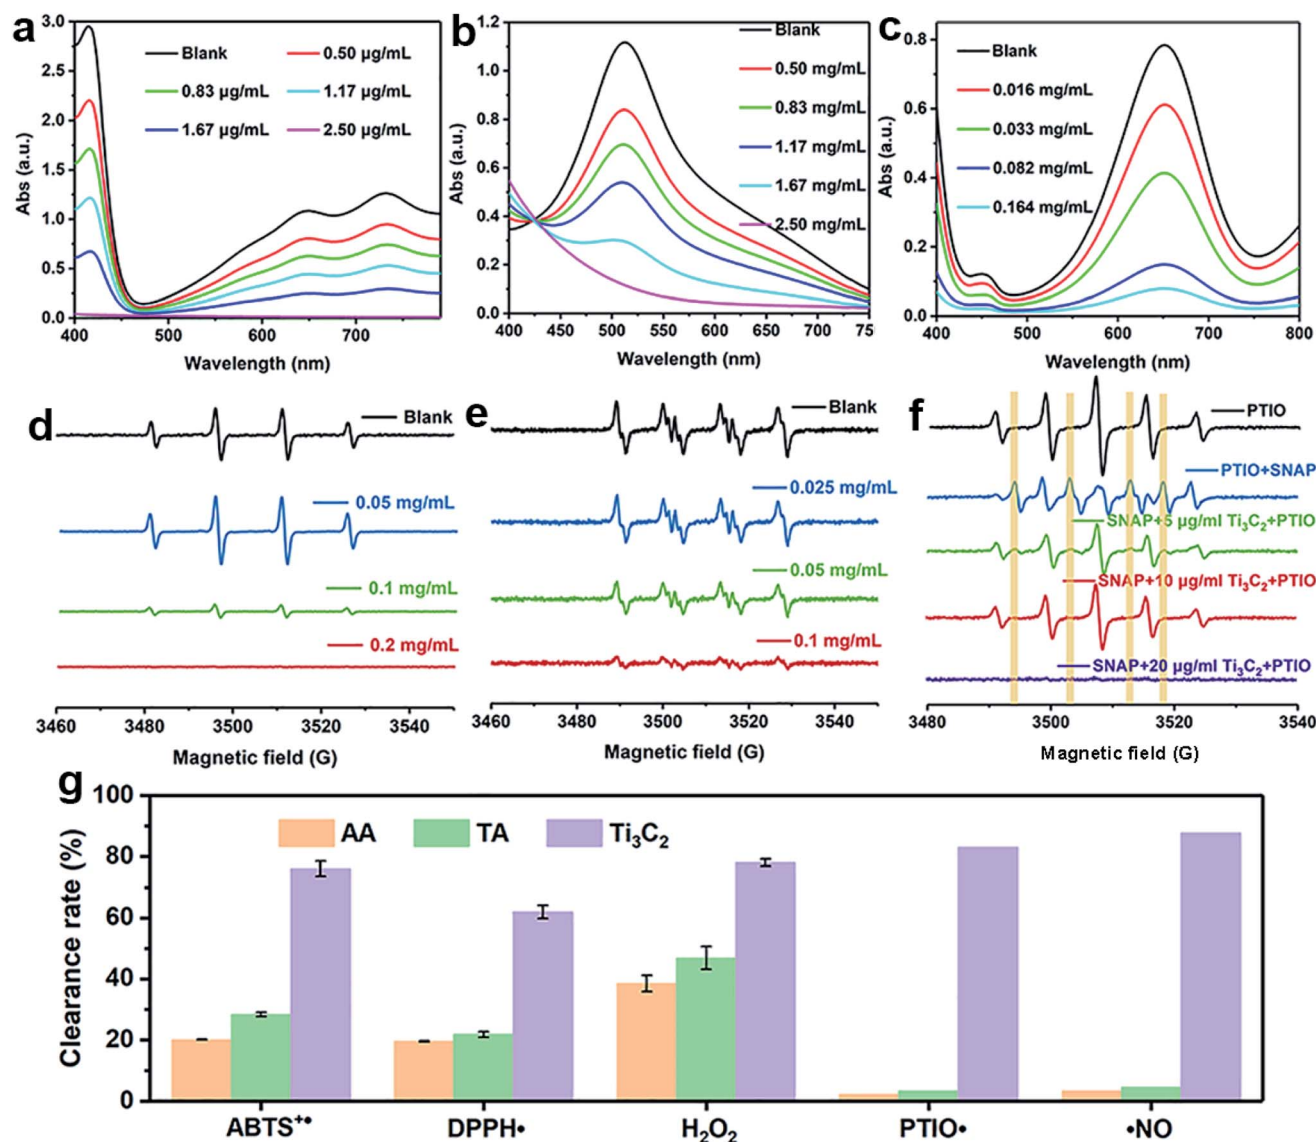 a
3.0
2.5
2.0
1.5
1.0
0.5
0.0
Abs (a.u.)
Blank
0.50 µg/mL
0.83 µg/mL
1.17 µg/mL
1.67 µg/mL
2.50 µg/mL
500 600 700
Wavelength (nm)
b
1.2
1.0
0.8
0.6
0.4
0.2
0.0
Abs (a.u.)
Blank
0.50 mg/mL
0.83 mg/mL
1.17 mg/mL
1.67 mg/mL
2.50 mg/mL
400 450 500 550 600 650 700 75
Wavelength (nm)
c
0.8
0.6
0.4
0.2
0.0
Abs (a.u.)
Blank
0.016 mg/mL
0.033 mg/mL
0.082 mg/mL
0.164 mg/mL
400 500 600 700 800
Wavelength (nm)
d
Blank
0.05 mg/mL
0.1 mg/mL
0.2 mg/mL
3460 3480 3500 3520 3540
Magnetic field (G)
e
Blank
0.025 mg/mL
0.05 mg/mL
0.1 mg/mL
3460 3480 3500 3520 3540
Magnetic field (G)
f
PTIO
PTIO+SNAP
SNAP+5 µg/ml Ti₃C₂+PTIO
SNAP+10 µg/ml Ti₃C₂+PTIO
SNAP+20 µg/ml Ti₃C₂+PTIO
3480 3500 3520 3540
Magnetic field (G)
g
100
80
60
40
20
0
Clearance rate (%)
AA TA Ti₃C₂
ABTS⁺• DPPH• H₂O₂ PTIO• •NO